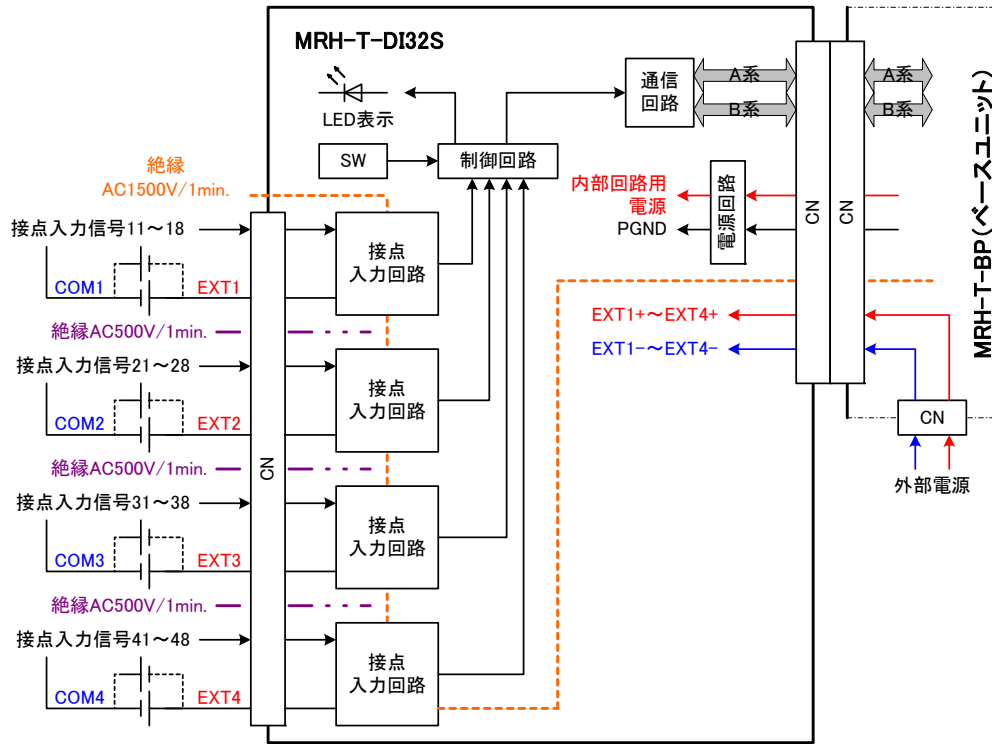 MRH-T-DI32S
LED表示
SW
制御回路
通信
回路
A系
B系
A系
B系
CN
CN
MRH-T-BP(ベースユニット)
内部回路用
電源
PGND
電源回路
絶縁
AC1500V/1min.
接点入力信号11～18
COM1
EXT1
接点
入力回路
絶縁AC500V/1min.
EXT1+～EXT4+
EXT1-～EXT4-
接点入力信号21～28
COM2
EXT2
接点
入力回路
CN
外部電源
絶縁AC500V/1min.
CN
接点入力信号31～38
COM3
EXT3
接点
入力回路
絶縁AC500V/1min.
接点入力信号41～48
COM4
EXT4
接点
入力回路